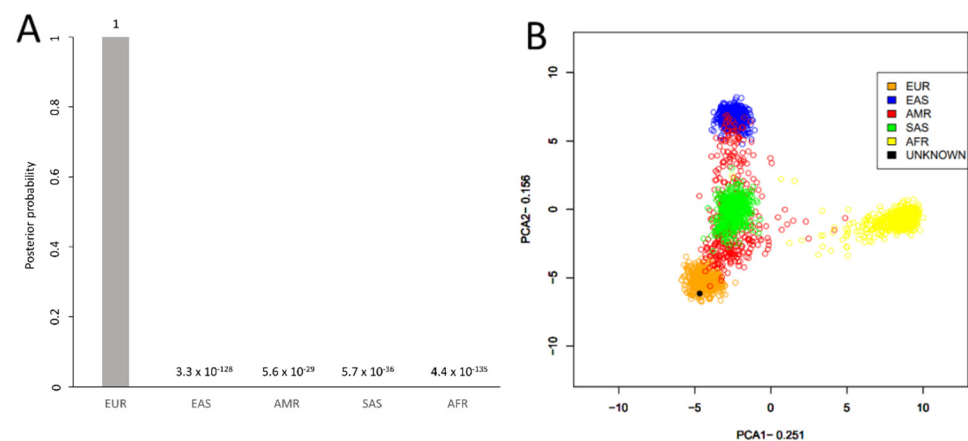 A
Posterior probability
1
0.8
0.6
0.4
0.2
0
1
3.3 x 10⁻¹²⁸
5.6 x 10⁻²⁹
5.7 x 10⁻³⁶
4.4 x 10⁻¹³⁵
EUR EAS AMR SAS AFR
B
PCA2− 0.156
10
5
0
−5
−10
EUR
EAS
AMR
SAS
AFR
UNKNOWN
−10 −5 0 5 10
PCA1− 0.251